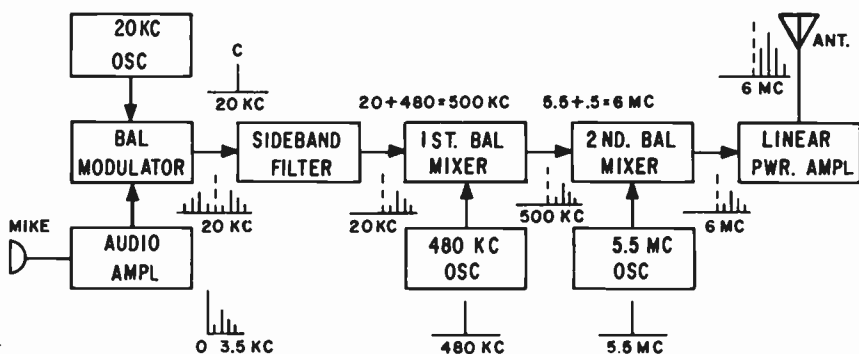 20KC
OSC
C
20 KC
ANT.
6 MC
20+480=500 KC
5.5+.5=6 MC
BAL
MODULATOR
SIDEBAND
FILTER
1ST. BAL
MIXER
2ND. BAL
MIXER
LINEAR
PWR. AMPL
20 KC
20KC
500 KC
6 MC
MIKE
AUDIO
AMPL
480 KC
OSC
5.5 MC
OSC
0 3.5 KC
480 KC
5.5 MC